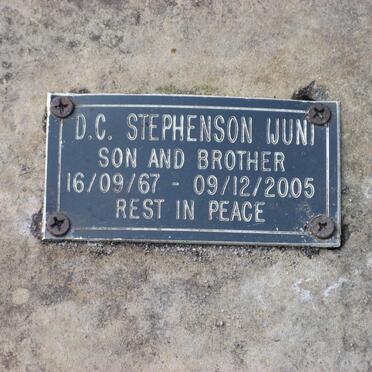 D.C. STEPHENSON (JUN)
SON AND BROTHER
16/09/67 - 09/12/2005
REST IN PEACE